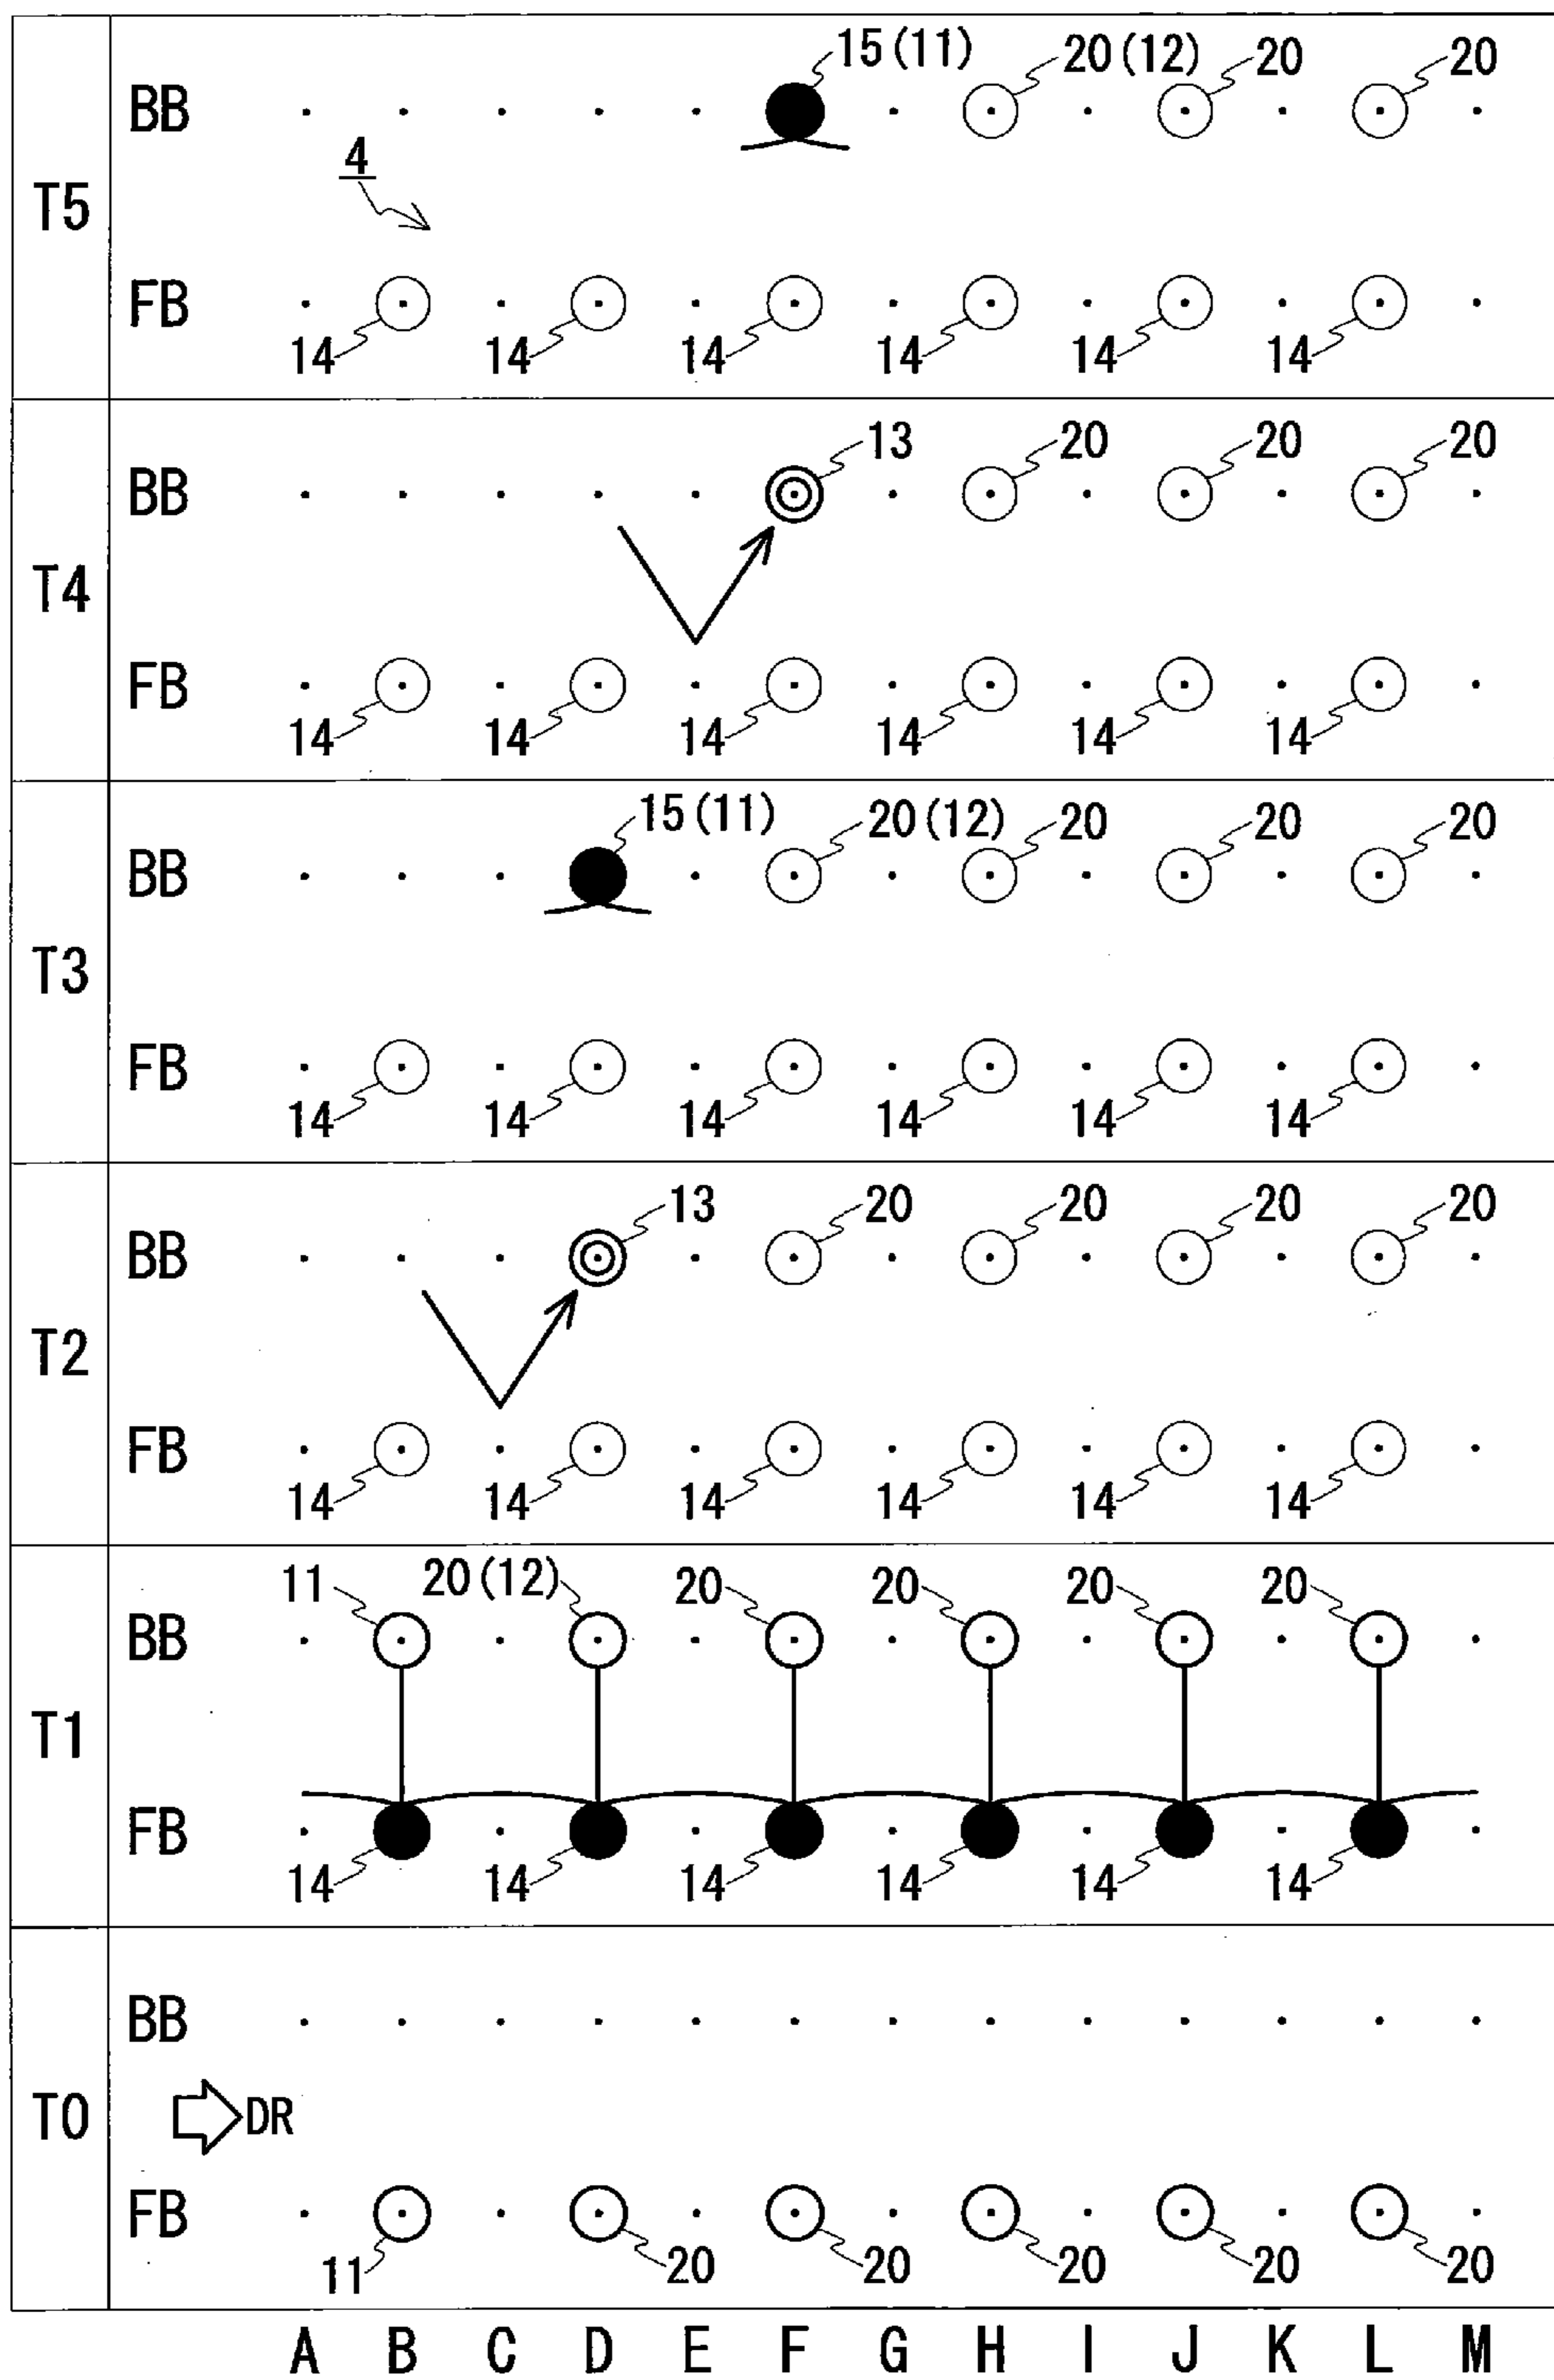 15(11) 20(12) 20 20
BB
4
T5
FB
14 14 14 14 14 14
13 20 20 20
BB
T4
FB
14 14 14 14 14 14
15(11) 20(12) 20 20 20
BB
T3
FB
14 14 14 14 14 14
13 20 20 20 20
BB
T2
FB
14 14 14 14 14 14
11 20(12) 20 20 20 20
BB
T1
FB
14 14 14 14 14 14
BB
T0 DR
FB
11 20 20 20 20 20
A B C D E F G H I J K L M